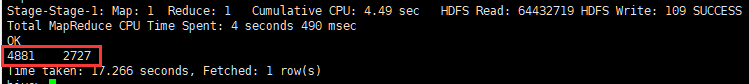 Stage-Stage-1: Map: 1  Reduce: 1   Cumulative CPU: 4.49 sec   HDFS Read: 64432719 HDFS Write: 109 SUCCESS
Total MapReduce CPU Time Spent: 4 seconds 490 msec
OK
4881    2727
Time taken: 17.266 seconds, Fetched: 1 row(s)